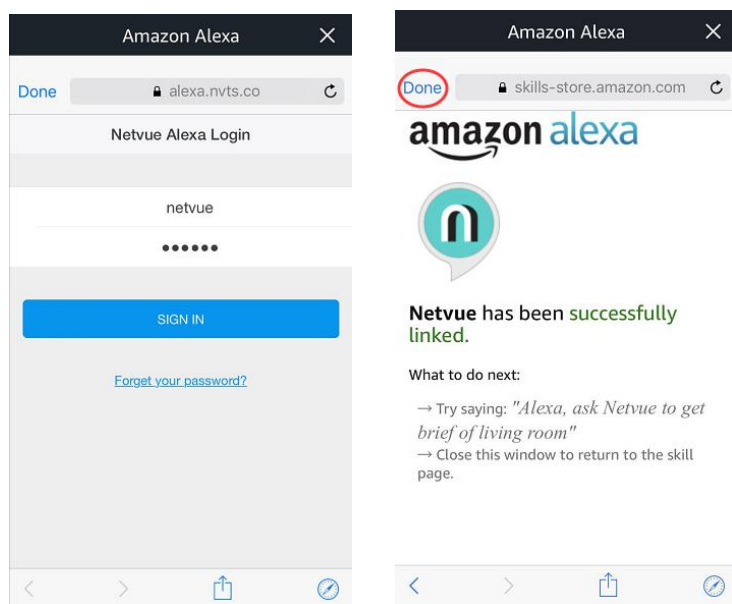 Amazon Alexa
Done
alexa.nvts.co
Netvue Alexa Login
netvue
••••••
SIGN IN
Forget your password?
Amazon Alexa
Done
skills-store.amazon.com
amazon alexa
n
Netvue has been successfully
linked.
What to do next:
→ Try saying: "Alexa, ask Netvue to get
brief of living room"
→ Close this window to return to the skill
page.